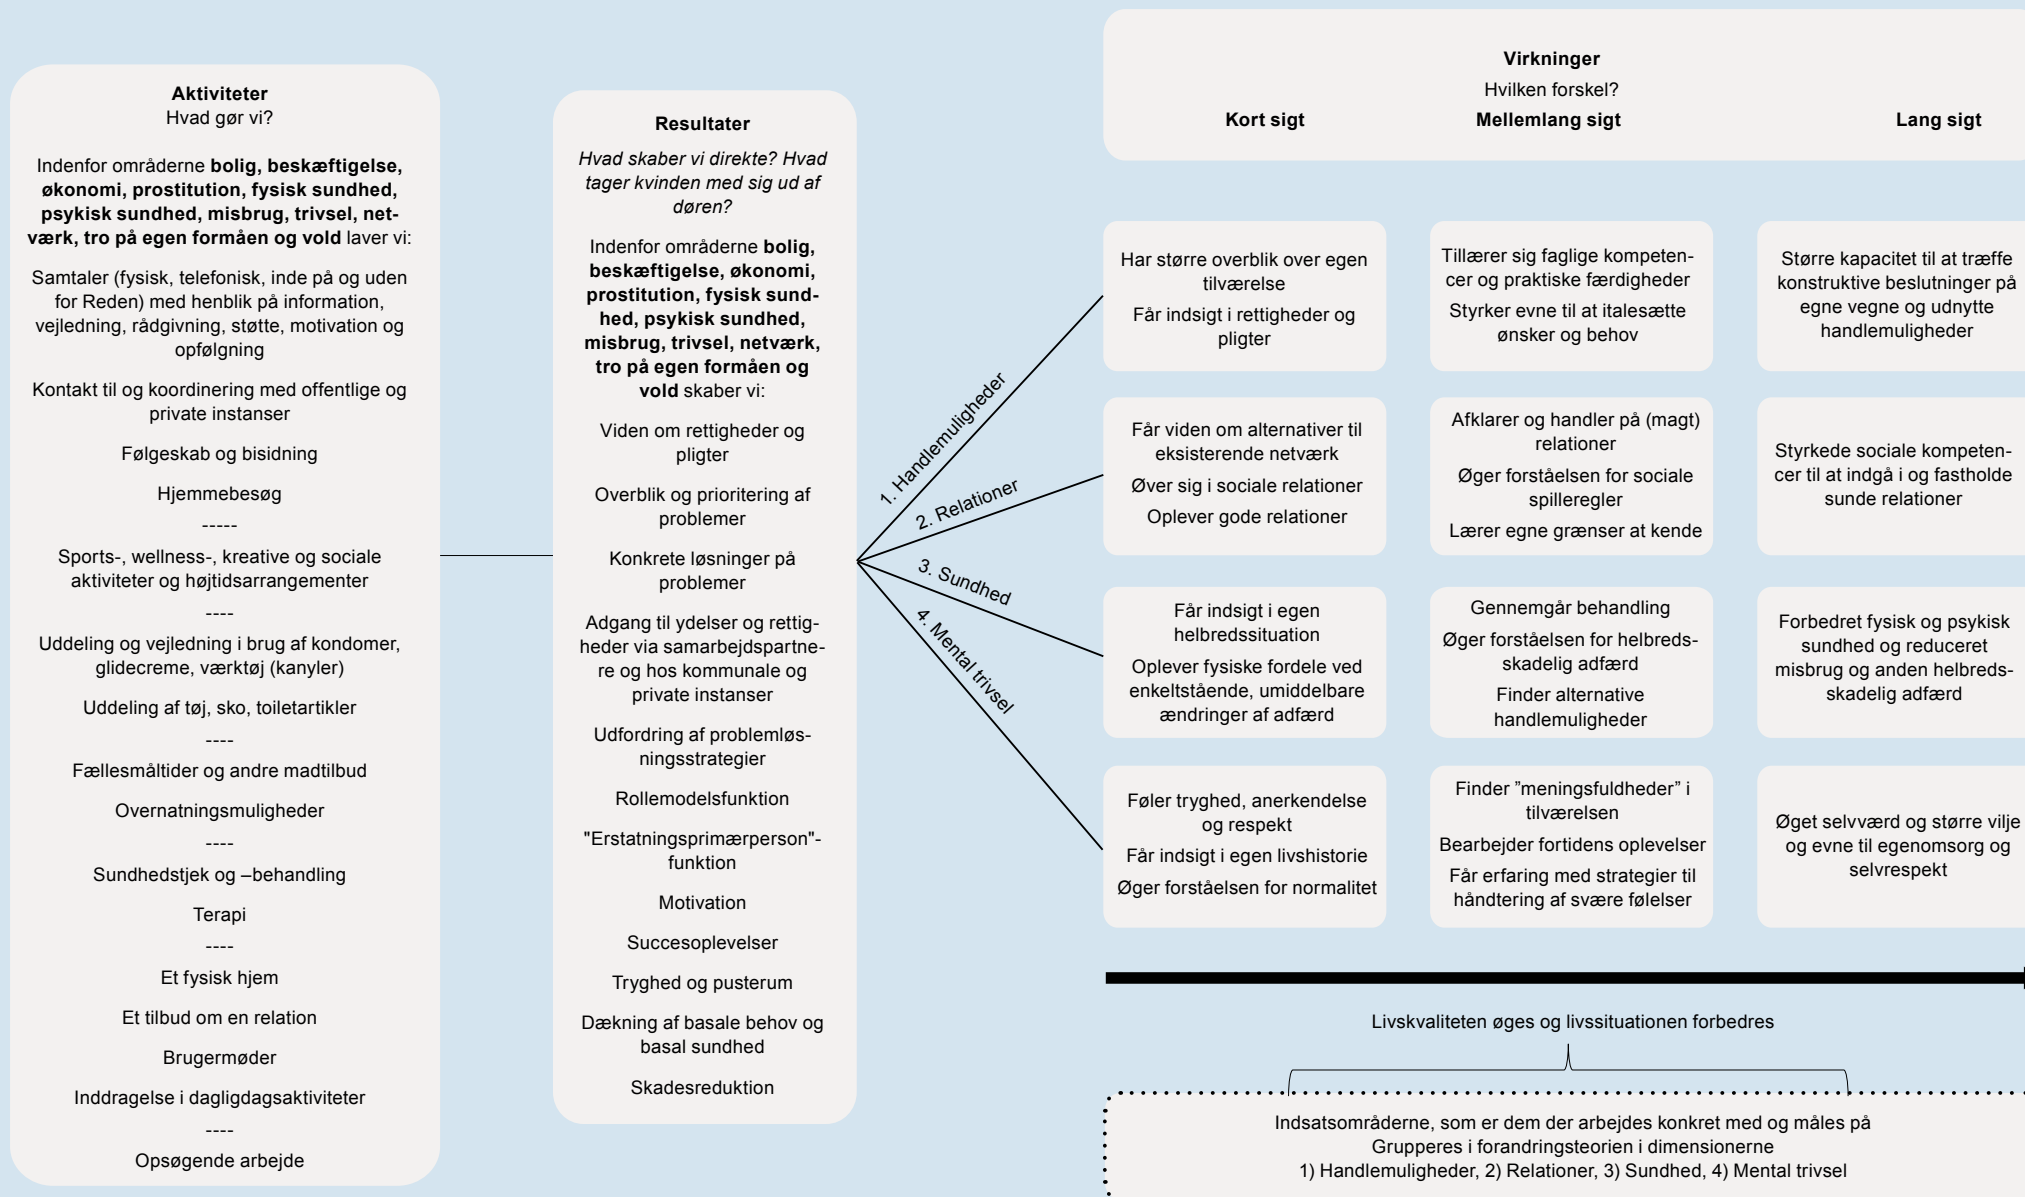 Aktiviteter
Hvad gør vi?
Indenfor områderne bolig, beskæftigelse,
økonomi, prostitution, fysisk sundhed,
psykisk sundhed, misbrug, trivsel, net-
værk, tro på egen formåen og vold laver vi:
Samtaler (fysisk, telefonisk, inde på og uden
for Reden) med henblik på information,
vejledning, rådgivning, støtte, motivation og
opfølgning
Kontakt til og koordinering med offentlige og
private instanser
Følgeskab og bisidning
Hjemmebesøg
-----
Sports-, wellness-, kreative og sociale
aktiviteter og højtidsarrangementer
----
Uddeling og vejledning i brug af kondomer,
glidecreme, værktøj (kanyler)
Uddeling af tøj, sko, toiletartikler
----
Fællesmåltider og andre madtilbud
Overnatningsmuligheder
----
Sundhedstjek og –behandling
Terapi
----
Et fysisk hjem
Et tilbud om en relation
Brugermøder
Inddragelse i dagligdagsaktiviteter
----
Opsøgende arbejde
Resultater
Hvad skaber vi direkte? Hvad
tager kvinden med sig ud af
døren?
Indenfor områderne bolig,
beskæftigelse, økonomi,
prostitution, fysisk sund-
hed, psykisk sundhed,
misbrug, trivsel, netværk,
tro på egen formåen og
vold skaber vi:
Viden om rettigheder og
pligter
Overblik og prioritering af
problemer
Konkrete løsninger på
problemer
Adgang til ydelser og rettig-
heder via samarbejdspartne-
re og hos kommunale og
private instanser
Udfordring af problemløs-
ningsstrategier
Rollemodelsfunktion
"Erstatningsprimærperson"-
funktion
Motivation
Succesoplevelser
Tryghed og pusterum
Dækning af basale behov og
basal sundhed
Skadesreduktion
1. Handlemuligheder
2. Relationer
3. Sundhed
4. Mental trivsel
Virkninger
Hvilken forskel?
Kort sigt
Mellemlang sigt
Lang sigt
Har større overblik over egen
tilværelse
Får indsigt i rettigheder og
pligter
Tillærer sig faglige kompeten-
cer og praktiske færdigheder
Styrker evne til at italesætte
ønsker og behov
Større kapacitet til at træffe
konstruktive beslutninger på
egne vegne og udnytte
handlemuligheder
Får viden om alternativer til
eksisterende netværk
Øver sig i sociale relationer
Oplever gode relationer
Afklarer og handler på (magt)
relationer
Øger forståelsen for sociale
spilleregler
Lærer egne grænser at kende
Styrkede sociale kompeten-
cer til at indgå i og fastholde
sunde relationer
Får indsigt i egen
helbredssituation
Oplever fysiske fordele ved
enkeltstående, umiddelbare
ændringer af adfærd
Gennemgår behandling
Øger forståelsen for helbreds-
skadelig adfærd
Finder alternative
handlemuligheder
Forbedret fysisk og psykisk
sundhed og reduceret
misbrug og anden helbreds-
skadelig adfærd
Føler tryghed, anerkendelse
og respekt
Får indsigt i egen livshistorie
Øger forståelsen for normalitet
Finder ”meningsfuldheder” i
tilværelsen
Bearbejder fortidens oplevelser
Får erfaring med strategier til
håndtering af svære følelser
Øget selvværd og større vilje
og evne til egenomsorg og
selvrespekt
Livskvaliteten øges og livssituationen forbedres
Indsatsområderne, som er dem der arbejdes konkret med og måles på
Grupperes i forandringsteorien i dimensionerne
1) Handlemuligheder, 2) Relationer, 3) Sundhed, 4) Mental trivsel